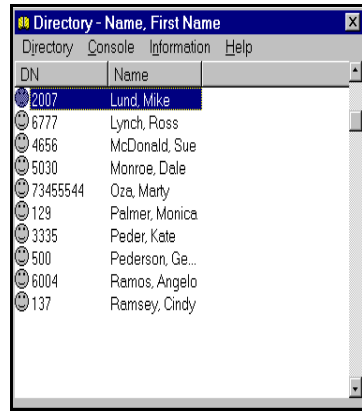 Directory - Name, First Name
Directory Console Information Help
DN Name
2007 Lund, Mike
6777 Lynch, Ross
4656 McDonald, Sue
5030 Monroe, Dale
73455544 Oza, Marty
129 Palmer, Monica
3335 Peder, Kate
500 Pederson, Ge...
6004 Ramos, Angelo
137 Ramsey, Cindy